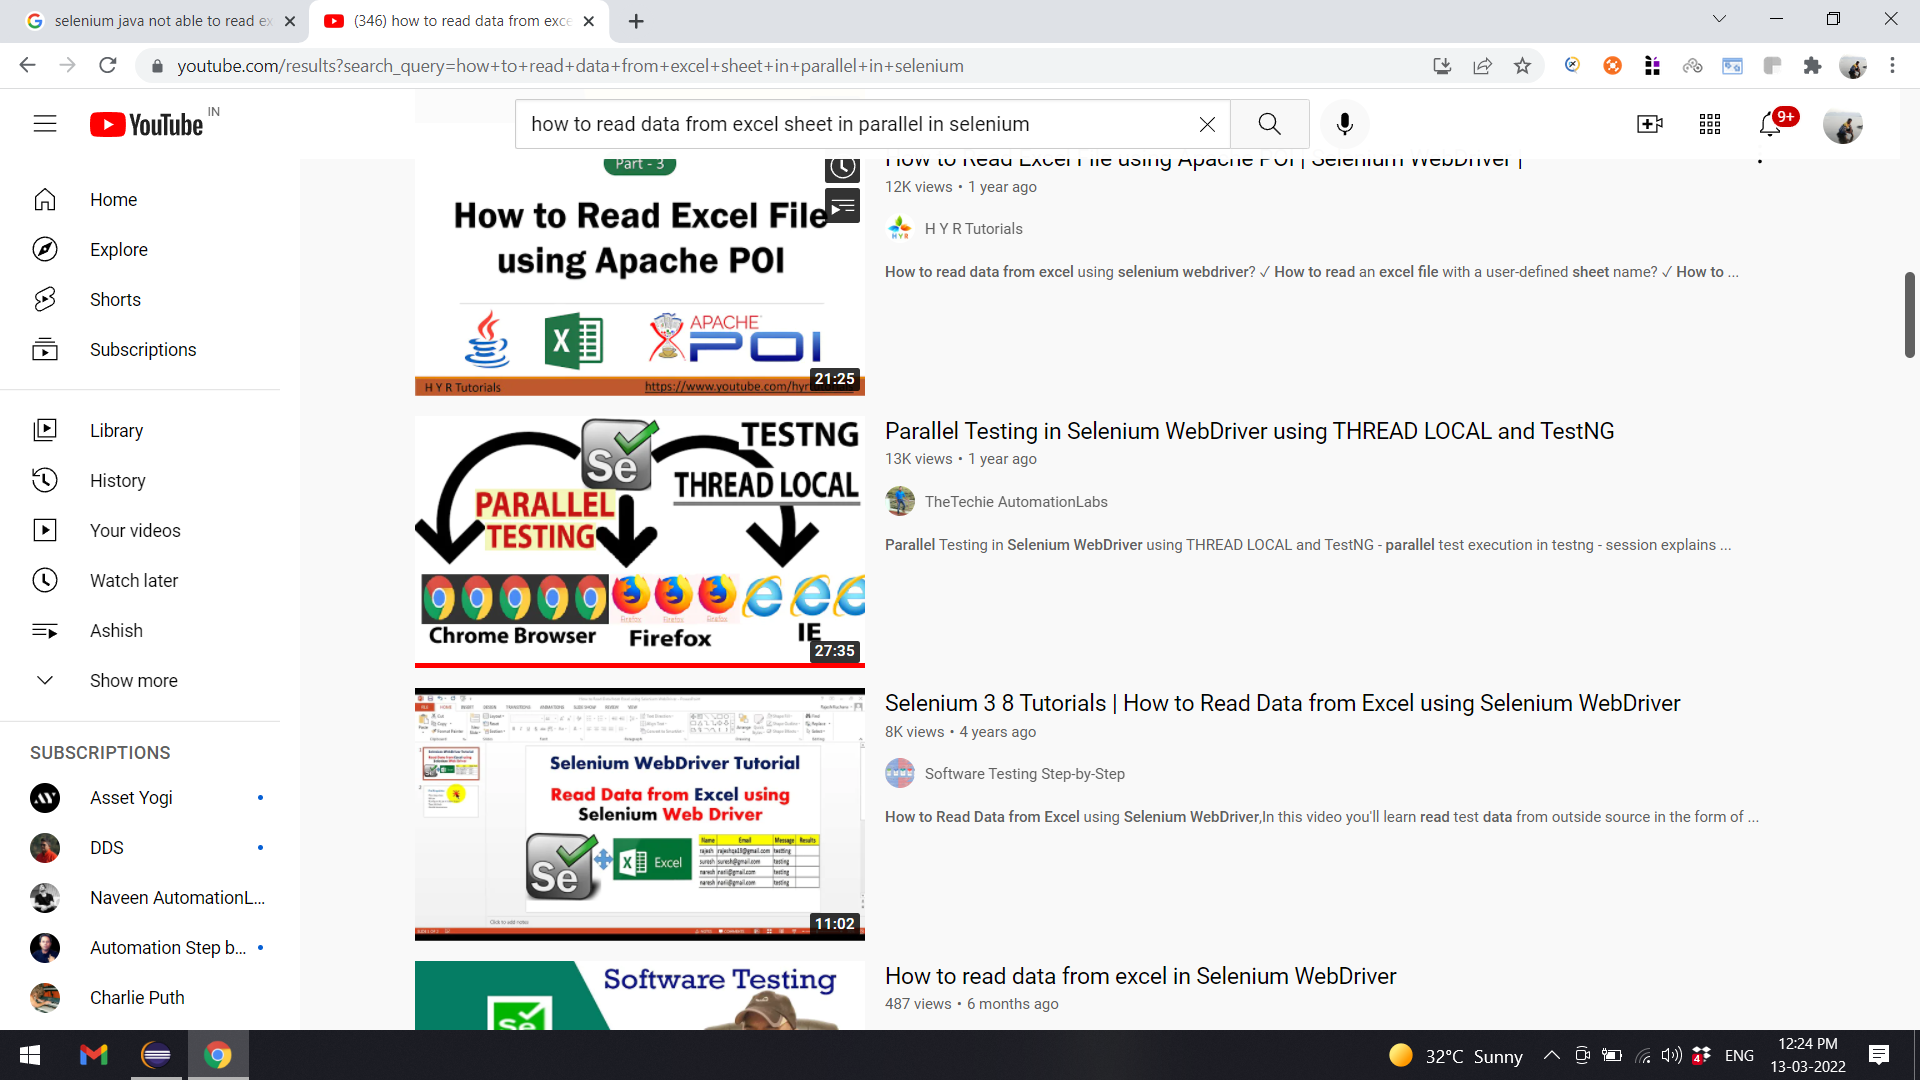 selenium java not able to read ex
(346) how to read data from exce
youtube.com/results?search_query=how+to+read+data+from+excel+sheet+in+parallel+in+selenium
YouTube IN
how to read data from excel sheet in parallel in selenium
9+
Home
Explore
Shorts
Subscriptions
Library
History
Your videos
Watch later
Ashish
Show more
SUBSCRIPTIONS
Asset Yogi
DDS
Naveen AutomationL...
Automation Step b...
Charlie Puth
Part - 3
How to Read Excel File
using Apache POI
APACHE
POI
H Y R Tutorials
https://www.youtube.com/hyr
21:25
How to Read Excel File using Apache POI | Selenium WebDriver |
12K views • 1 year ago
HYR
H Y R Tutorials
How to read data from excel using selenium webdriver? ✓ How to read an excel file with a user-defined sheet name? ✓ How to ...
TESTNG
Se
THREAD LOCAL
PARALLEL
TESTING
Chrome Browser
Firefox
IE
27:35
Parallel Testing in Selenium WebDriver using THREAD LOCAL and TestNG
13K views • 1 year ago
TheTechie AutomationLabs
Parallel Testing in Selenium WebDriver using THREAD LOCAL and TestNG - parallel test execution in testng - session explains ...
Selenium WebDriver Tutorial
Read Data from Excel using
Selenium Web Driver
Se
Excel
Name Email Message Results
11:02
Selenium 3 8 Tutorials | How to Read Data from Excel using Selenium WebDriver
8K views • 4 years ago
Software Testing Step-by-Step
How to Read Data from Excel using Selenium WebDriver,In this video you'll learn read test data from outside source in the form of ...
Software Testing
Se
How to read data from excel in Selenium WebDriver
487 views • 6 months ago
32°C Sunny
4
ENG
12:24 PM
13-03-2022